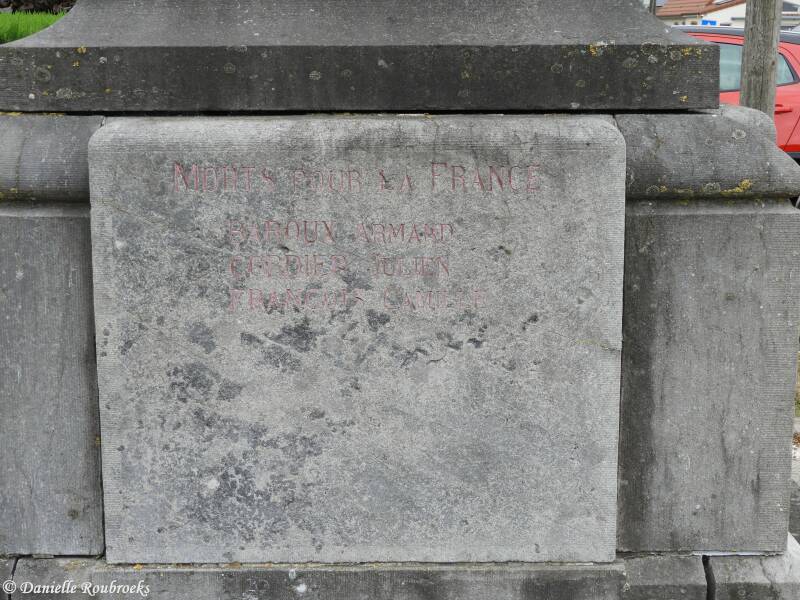 MORTS POUR LA FRANCE
BAROUX ARMAND
CORDIER JULIEN
FRANÇOIS CAMILLE
© Danielle Roubroeks